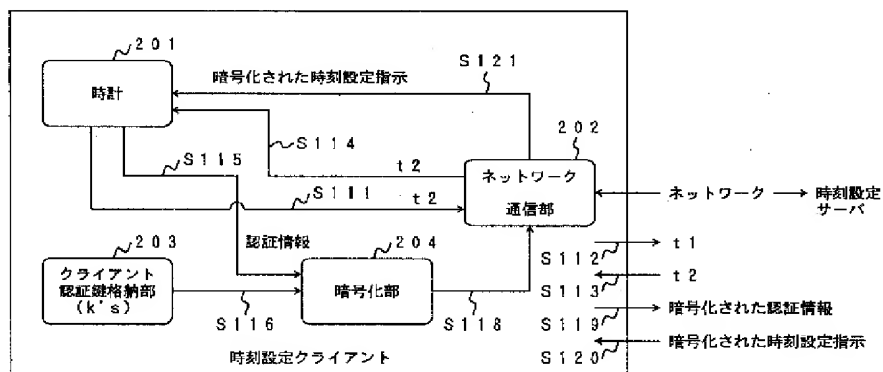 ２０１
時計
暗号化された時刻設定指示
Ｓ１２１
Ｓ１１４
２０２
Ｓ１１５
ｔ２
ネットワーク
通信部
Ｓ１１１
ｔ２
ネットワーク
時刻設定
サーバ
２０３
認証情報
２０４
クライアント
認証鍵格納部
（ｋ’ｓ）
暗号化部
Ｓ１１６
Ｓ１１８
Ｓ１１２
ｔ１
Ｓ１１３
ｔ２
Ｓ１１９
暗号化された認証情報
Ｓ１２０
暗号化された時刻設定指示
時刻設定クライアント